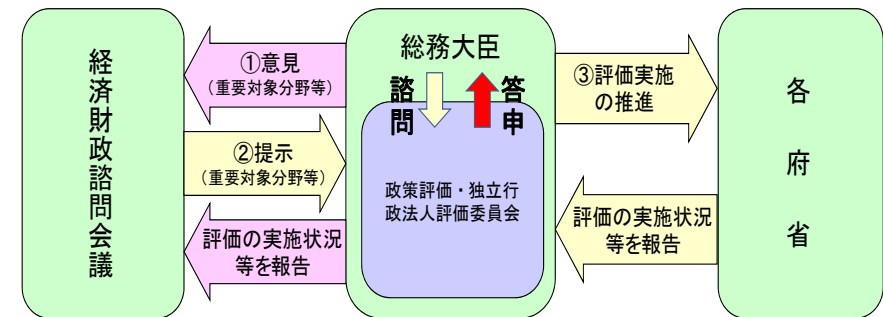 経済財政諮問会議
①意見
（重要対象分野等）
②提示
（重要対象分野等）
評価の実施状況
等を報告
総務大臣
諮問
答申
政策評価・独立行
政法人評価委員会
③評価実施
の推進
評価の実施状況
等を報告
各府省